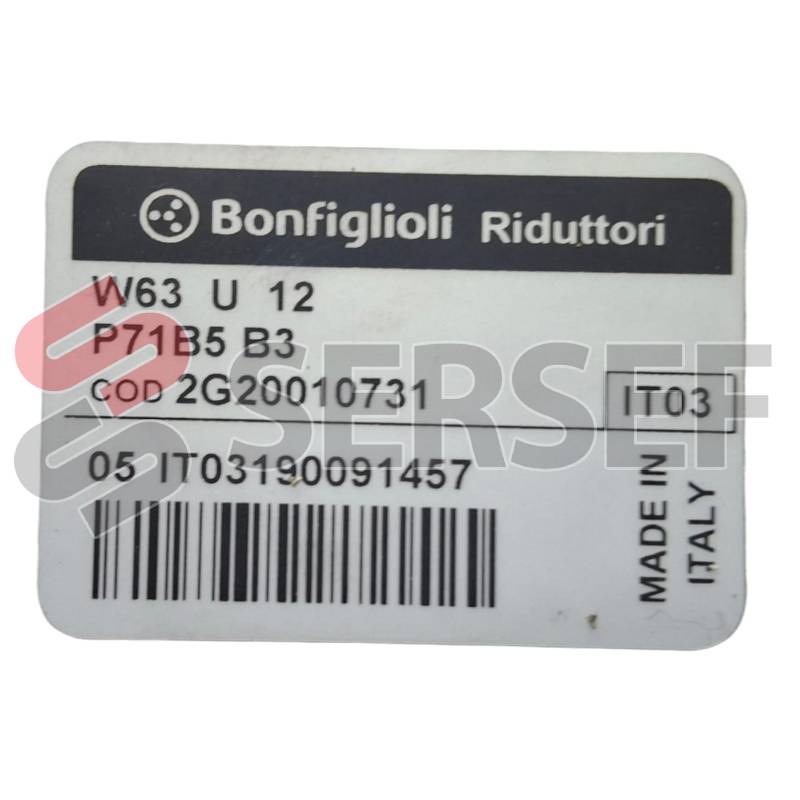 Bonfiglioli Riduttori
W63 U 12
P71B5 B3
COD 2G20010731
IT03
SERSEF
05 IT03190091457
MADE IN
ITALY